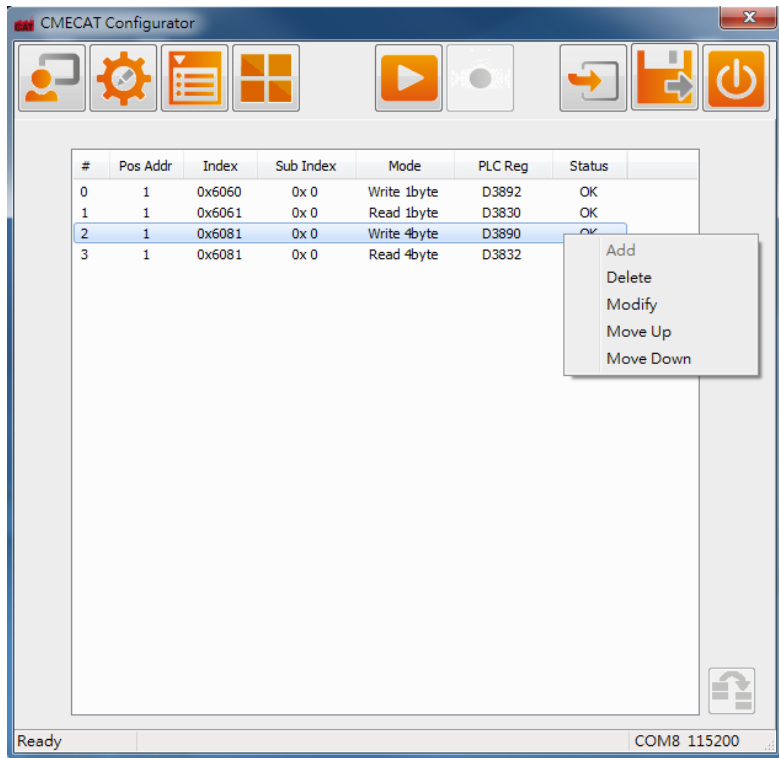 CAT CMECAT Configurator
# Pos Addr Index Sub Index Mode PLC Reg Status
0 1 0x6060 0x 0 Write 1byte D3892 OK
1 1 0x6061 0x 0 Read 1byte D3830 OK
2 1 0x6081 0x 0 Write 4byte D3890 OK
3 1 0x6081 0x 0 Read 4byte D3832
Add
Delete
Modify
Move Up
Move Down
Ready COM8 115200